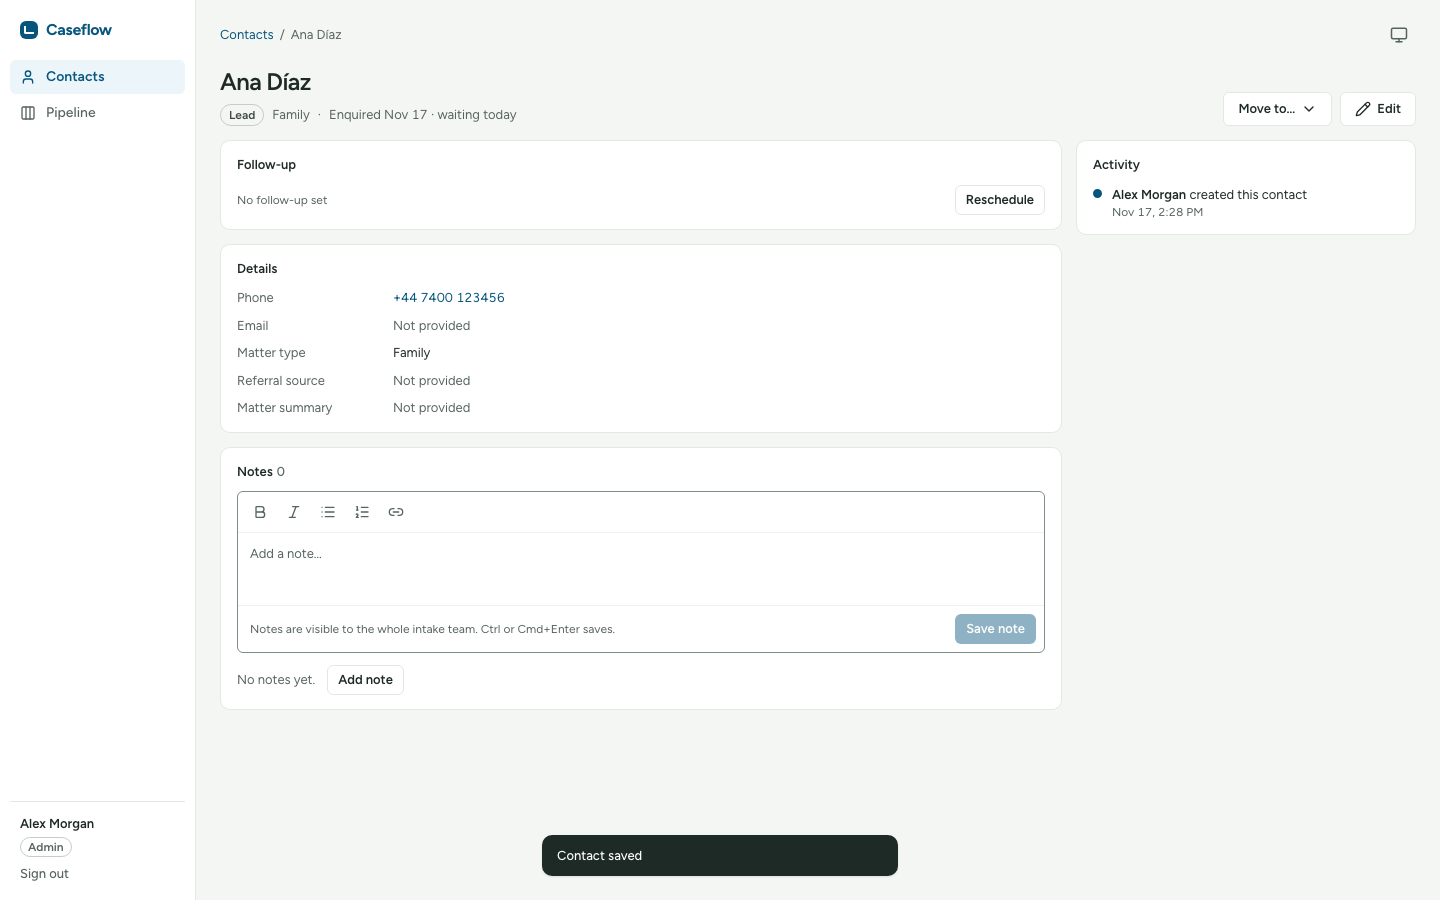 Caseflow
Contacts
Pipeline
Alex Morgan
Admin
Sign out
Contacts / Ana Díaz
Ana Díaz
Lead Family · Enquired Nov 17 · waiting today
Move to... Edit
Follow-up
No follow-up set Reschedule
Details
Phone +44 7400 123456
Email Not provided
Matter type Family
Referral source Not provided
Matter summary Not provided
Notes 0
Add a note...
Notes are visible to the whole intake team. Ctrl or Cmd+Enter saves. Save note
No notes yet. Add note
Activity
Alex Morgan created this contact
Nov 17, 2:28 PM
Contact saved